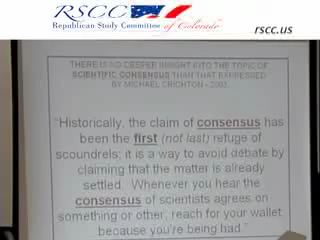 RSCC
Republican Study Committee of Colorado
rscc.us
THERE IS NO DEEPER INSIGHT INTO THE TOPIC OF
SCIENTIFIC CONSENSUS THAN THAT EXPRESSED
BY MICHAEL CRICHTON - 2003.
"Historically, the claim of consensus has
been the first (not last) refuge of
scoundrels; it is a way to avoid debate by
claiming that the matter is already
settled.  Whenever you hear the
consensus of scientists agrees on
something or other, reach for your wallet
because you're being had."